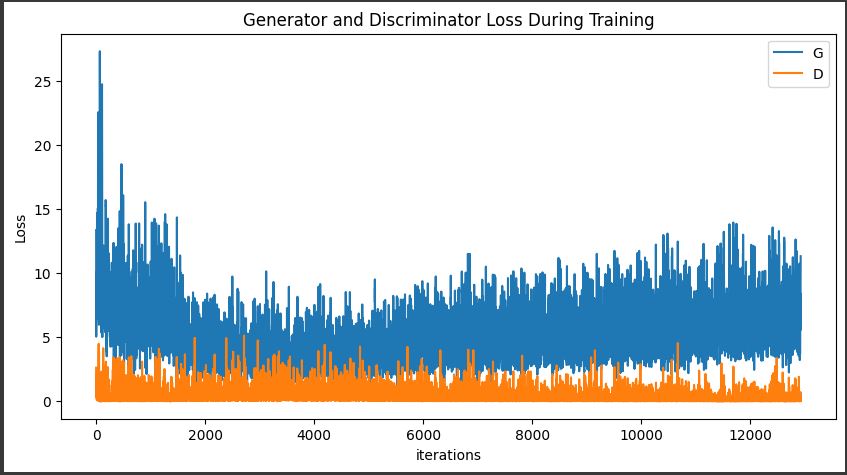 Generator and Discriminator Loss During Training
G
D
25
20
15
10
5
0
Loss
0 2000 4000 6000 8000 10000 12000
iterations